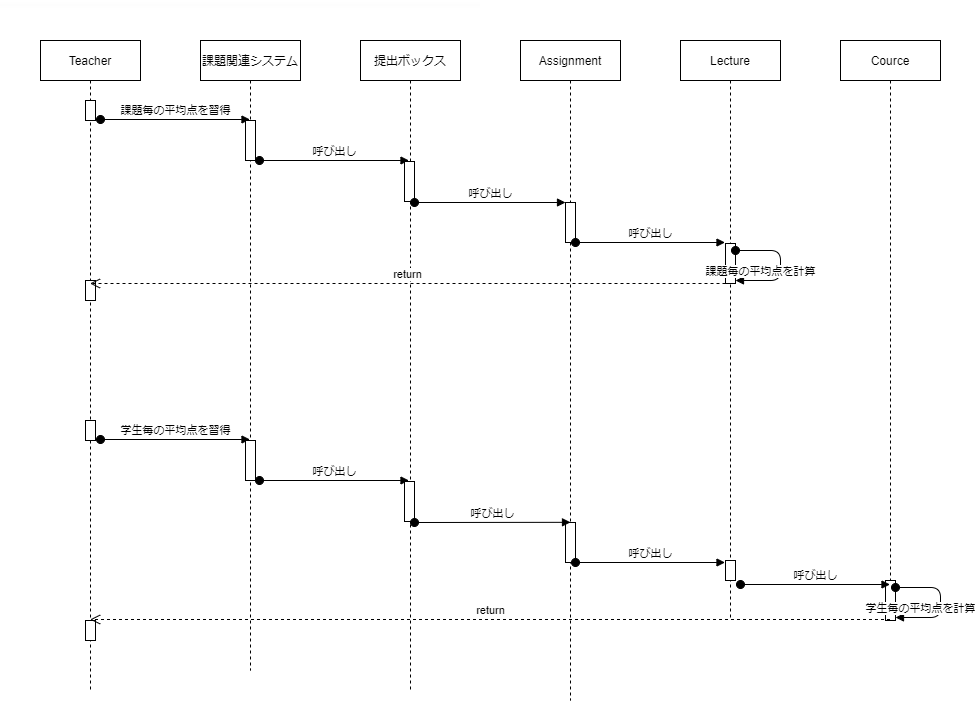 Teacher
課題関連システム
提出ボックス
Assignment
Lecture
Cource
課題毎の平均点を習得
呼び出し
呼び出し
呼び出し
課題毎の平均点を計算
return
学生毎の平均点を習得
呼び出し
呼び出し
呼び出し
呼び出し
学生毎の平均点を計算
return